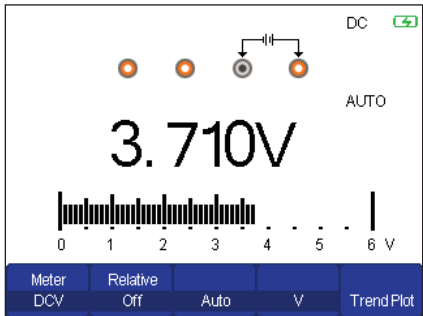 DC
AUTO
3.710V
0 1 2 3 4 5 6 V
Meter Relative
DCV Off Auto V Trend Plot